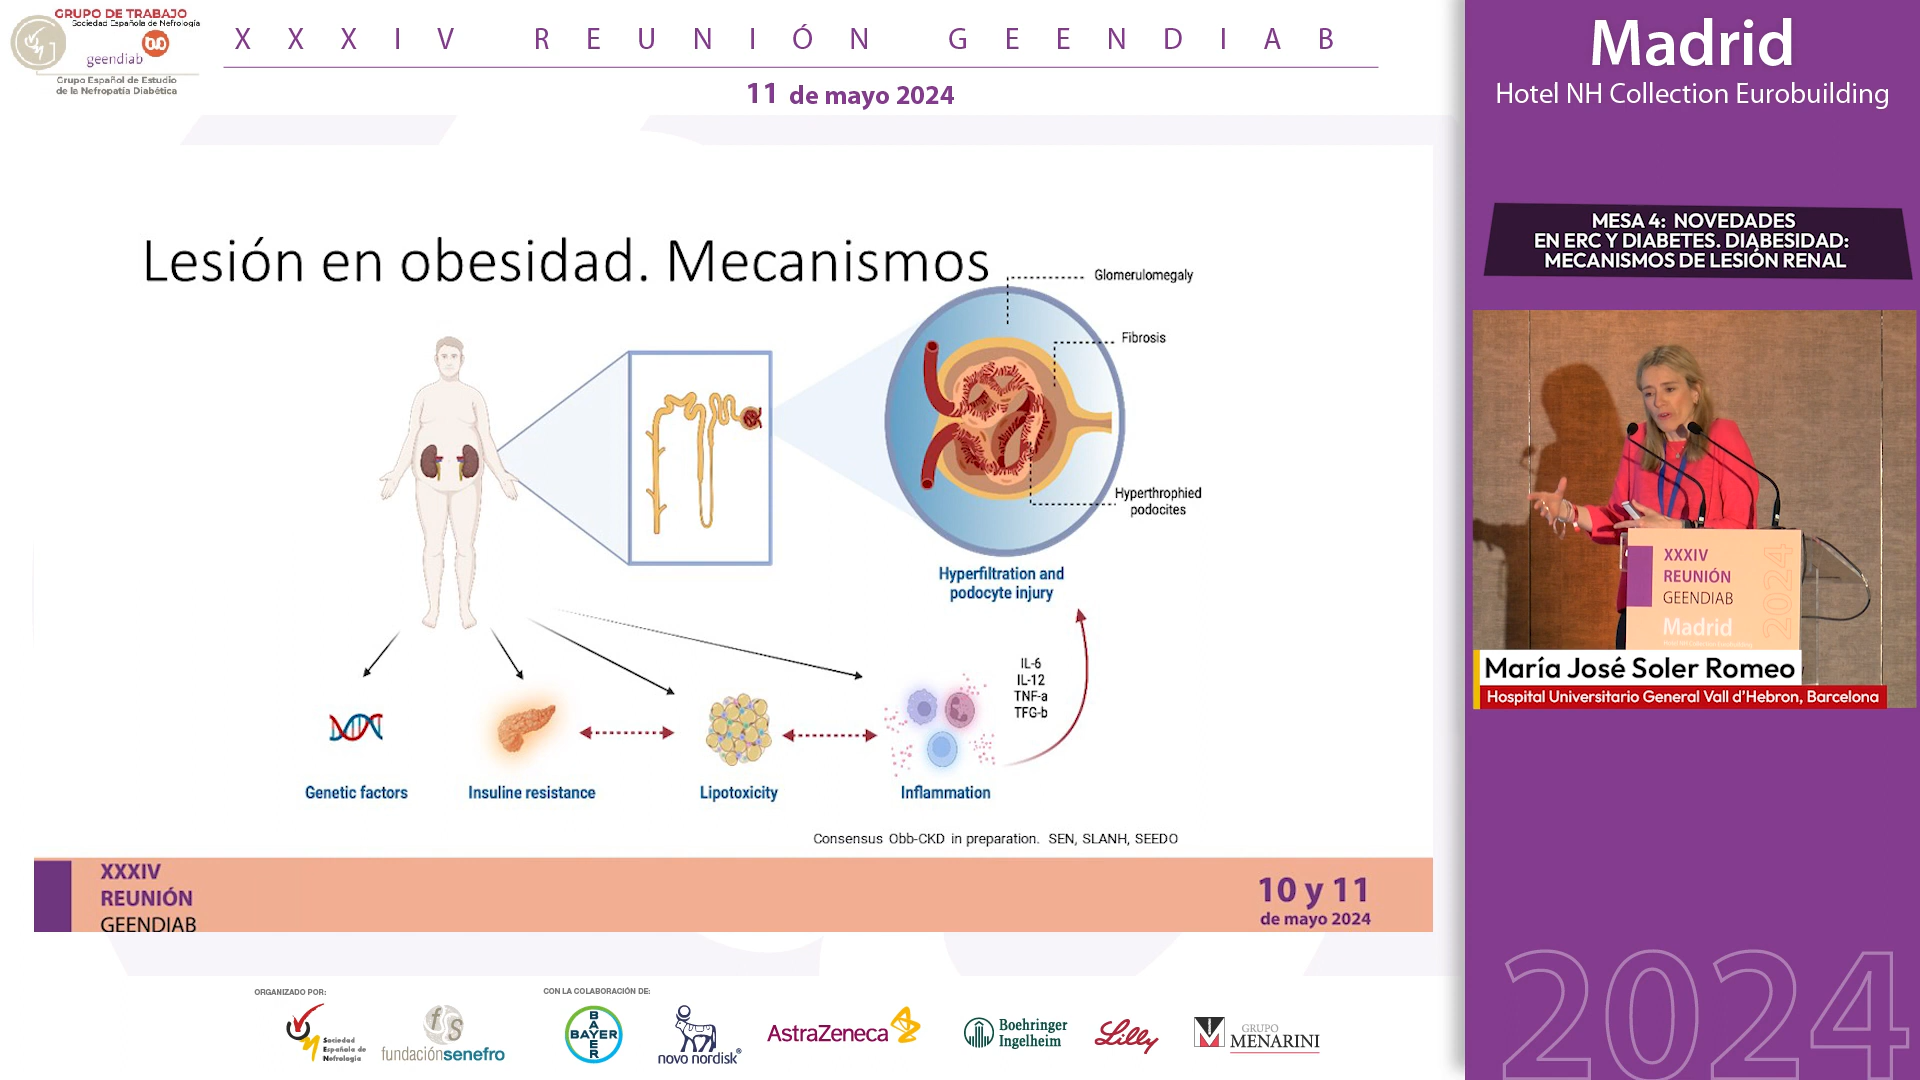 GRUPO DE TRABAJO
Sociedad Española de Nefrología
geendiab
Grupo Español de Estudio
de la Nefropatía Diabética
XXXIV REUNIÓN GEENDIAB
11 de mayo 2024
Madrid
Hotel NH Collection Eurobuilding
MESA 4: NOVEDADES
EN ERC Y DIABETES. DIABESIDAD:
MECANISMOS DE LESIÓN RENAL
Lesión en obesidad. Mecanismos
Glomerulomegaly
Fibrosis
Hyperthrophied
podocites
Hyperfiltration and
podocyte injury
IL-6
IL-12
TNF-a
TFG-b
Genetic factors
Insuline resistance
Lipotoxicity
Inflammation
Consensus Obb-CKD in preparation. SEN, SLANH, SEEDO
XXXIV
REUNIÓN
GEENDIAB
10 y 11
de mayo 2024
XXXIV
REUNIÓN
GEENDIAB
Madrid
2024
María José Soler Romeo
Hospital Universitario General Vall d'Hebron, Barcelona
2024
ORGANIZADO POR:
Sociedad
Española de
Nefrología
fS
fundaciónsenefro
CON LA COLABORACIÓN DE:
BAYER
BAYER
novo nordisk®
AstraZeneca
Boehringer
Ingelheim
Lilly
GRUPO
MENARINI